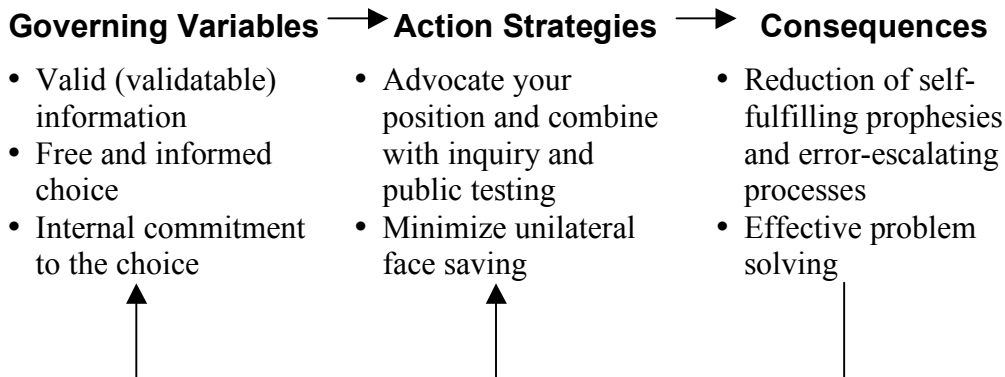 Governing Variables
Action Strategies
Consequences
• Valid (validatable)
information
• Free and informed
choice
• Internal commitment
to the choice
• Advocate your
position and combine
with inquiry and
public testing
• Minimize unilateral
face saving
• Reduction of self-
fulfilling prophesies
and error-escalating
processes
• Effective problem
solving